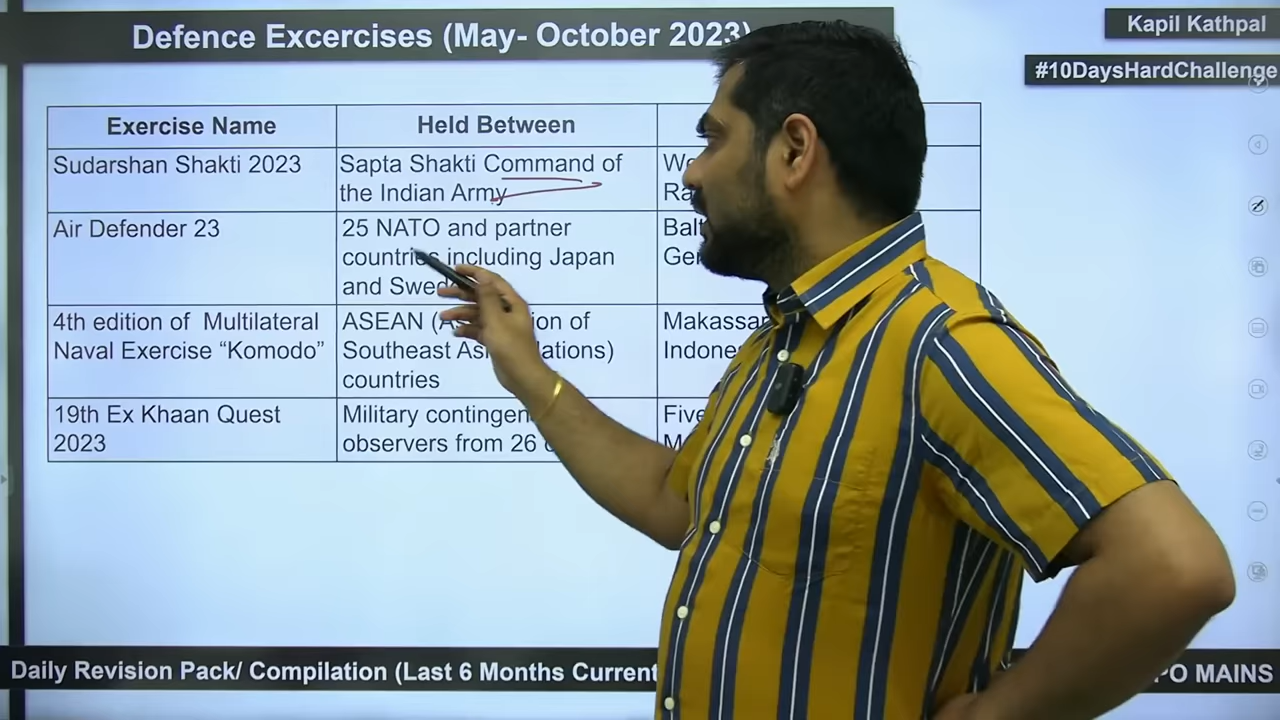 Defence Excercises (May- October 2023)
Kapil Kathpal
#10DaysHardChallenge
Exercise Name
Held Between
Sudarshan Shakti 2023
Sapta Shakti Command of
the Indian Army
Air Defender 23
25 NATO and partner
countries including Japan
and
4th edition of Multilateral
Naval Exercise “Komodo”
ASEAN
Southeast
countries
Makassar
19th Ex Khaan Quest
2023
Military
observers from 26
Five
Daily Revision Pack/ Compilation (Last 6 Months Current
MAINS